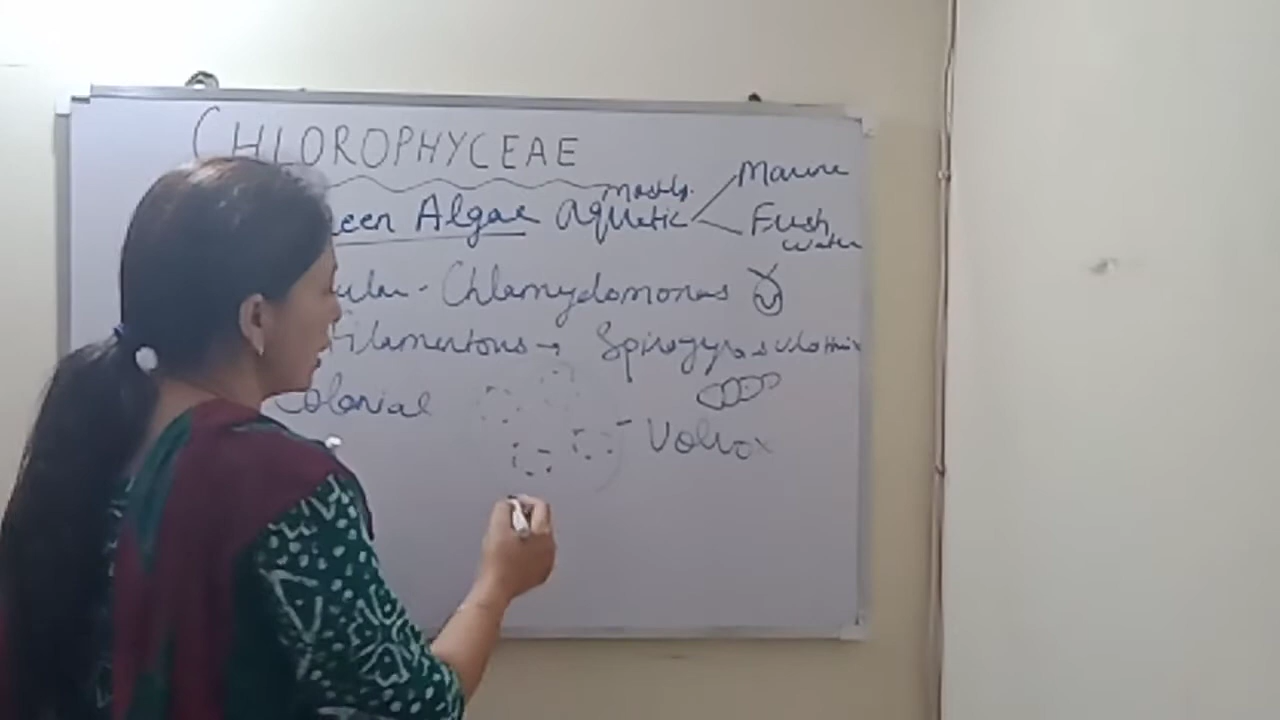 CHLOROPHYCEAE
een Algae mostly aquatic
Marine
Fresh water
ular - Chlamydomonas
Filamentous → Spirogyra, Ulothrix
Colonial - Volvox